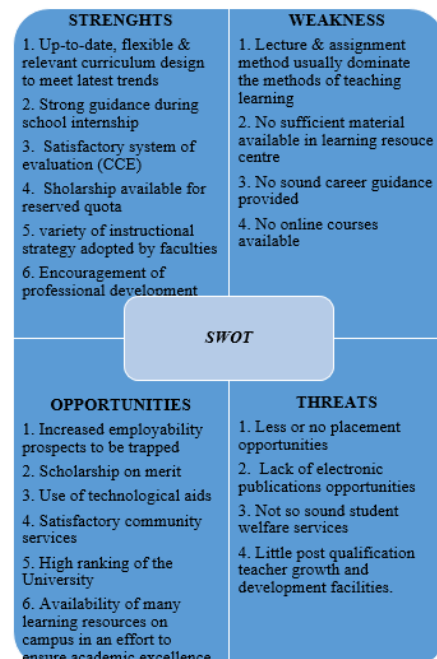 STRENGHTS
1. Up-to-date, flexible &
relevant curriculum design
to meet latest trends
2. Strong guidance during
school internship
3. Satisfactory system of
evaluation (CCE)
4. Sholarship available for
reserved quota
5. variety of instructional
strategy adopted by faculties
6. Encouragement of
professional development
WEAKNESS
1. Lecture & assignment
method usually dominate
the methods of teaching
learning
2. No sufficient material
available in learning resouce
centre
3. No sound career guidance
provided
4. No online courses
available
SWOT
OPPORTUNITIES
1. Increased employability
prospects to be trapped
2. Scholarship on merit
3. Use of technological aids
4. Satisfactory community
services
5. High ranking of the
University
6. Availability of many
learning resources on
campus in an effort to
ensure academic excellence
THREATS
1. Less or no placement
opportunities
2. Lack of electronic
publications opportunities
3. Not so sound student
welfare services
4. Little post qualification
teacher growth and
development facilities.